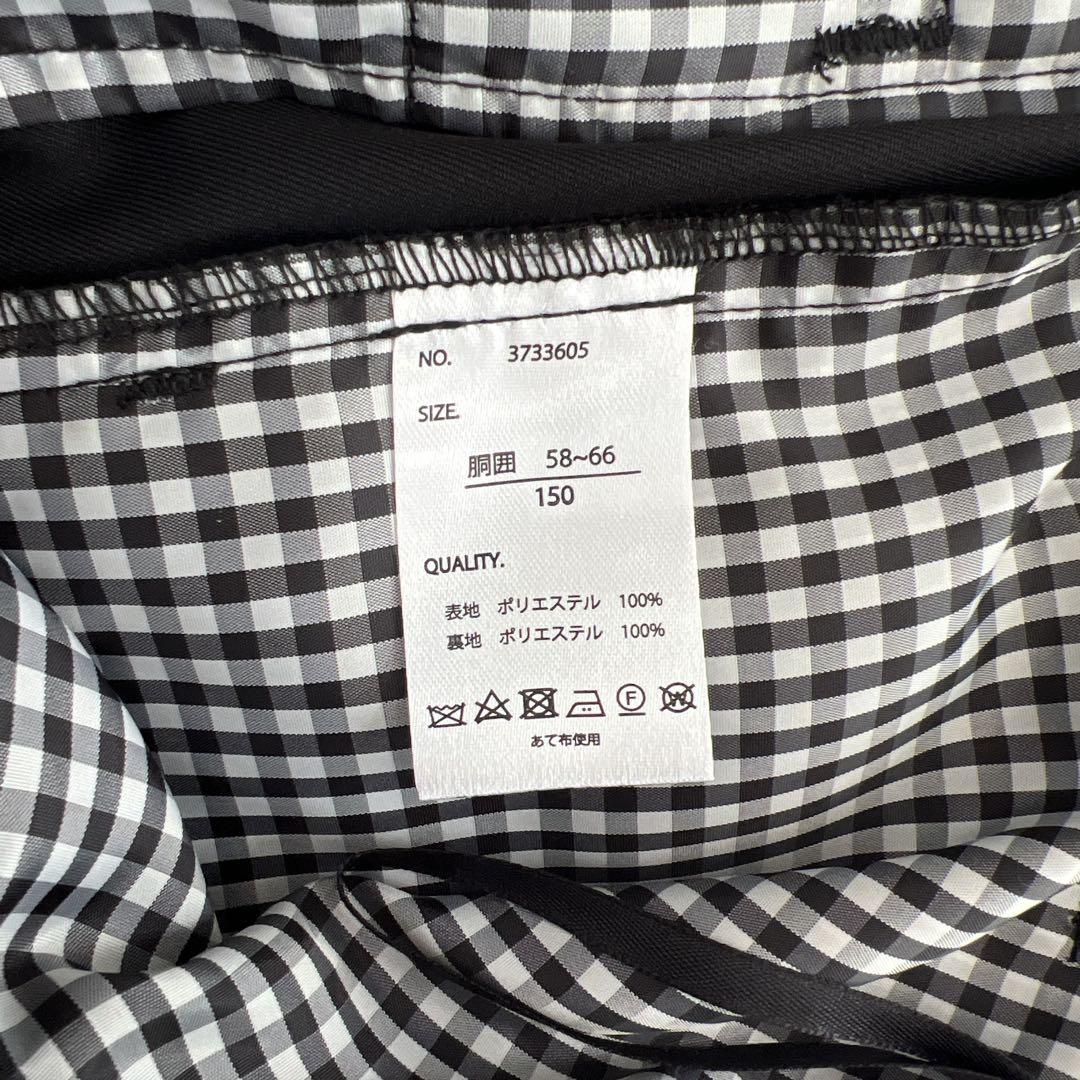 NO. 3733605
SIZE.
胴囲 58~66
150
QUALITY.
表地 ポリエステル 100%
裏地 ポリエステル 100%
F W
あて布使用